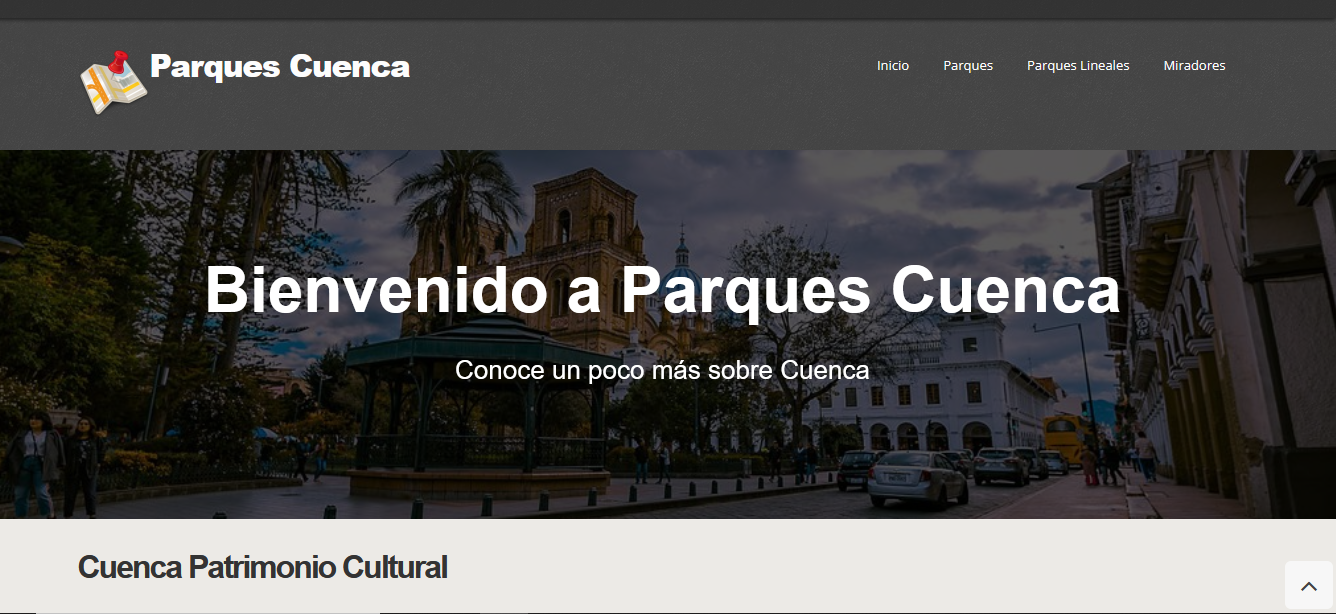 Parques Cuenca
Inicio Parques Parques Lineales Miradores
Bienvenido a Parques Cuenca
Conoce un poco más sobre Cuenca
Cuenca Patrimonio Cultural